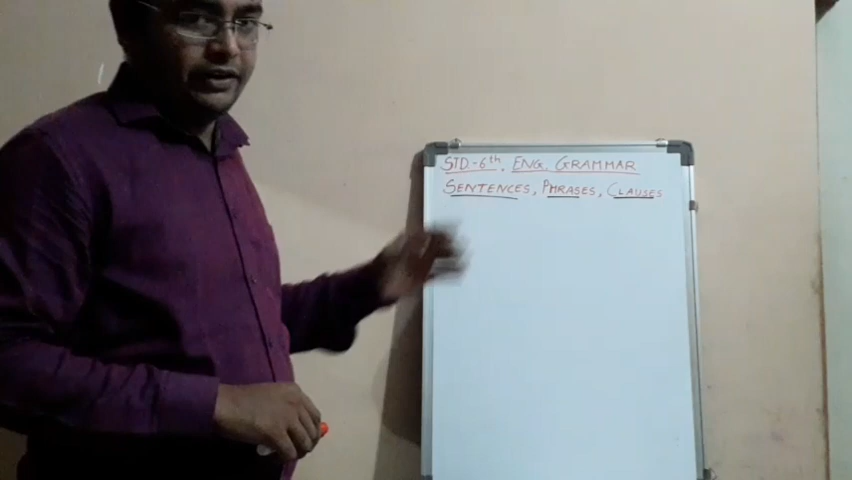 STD.-6th, ENG. GRAMMAR
SENTENCES, PHRASES, CLAUSES